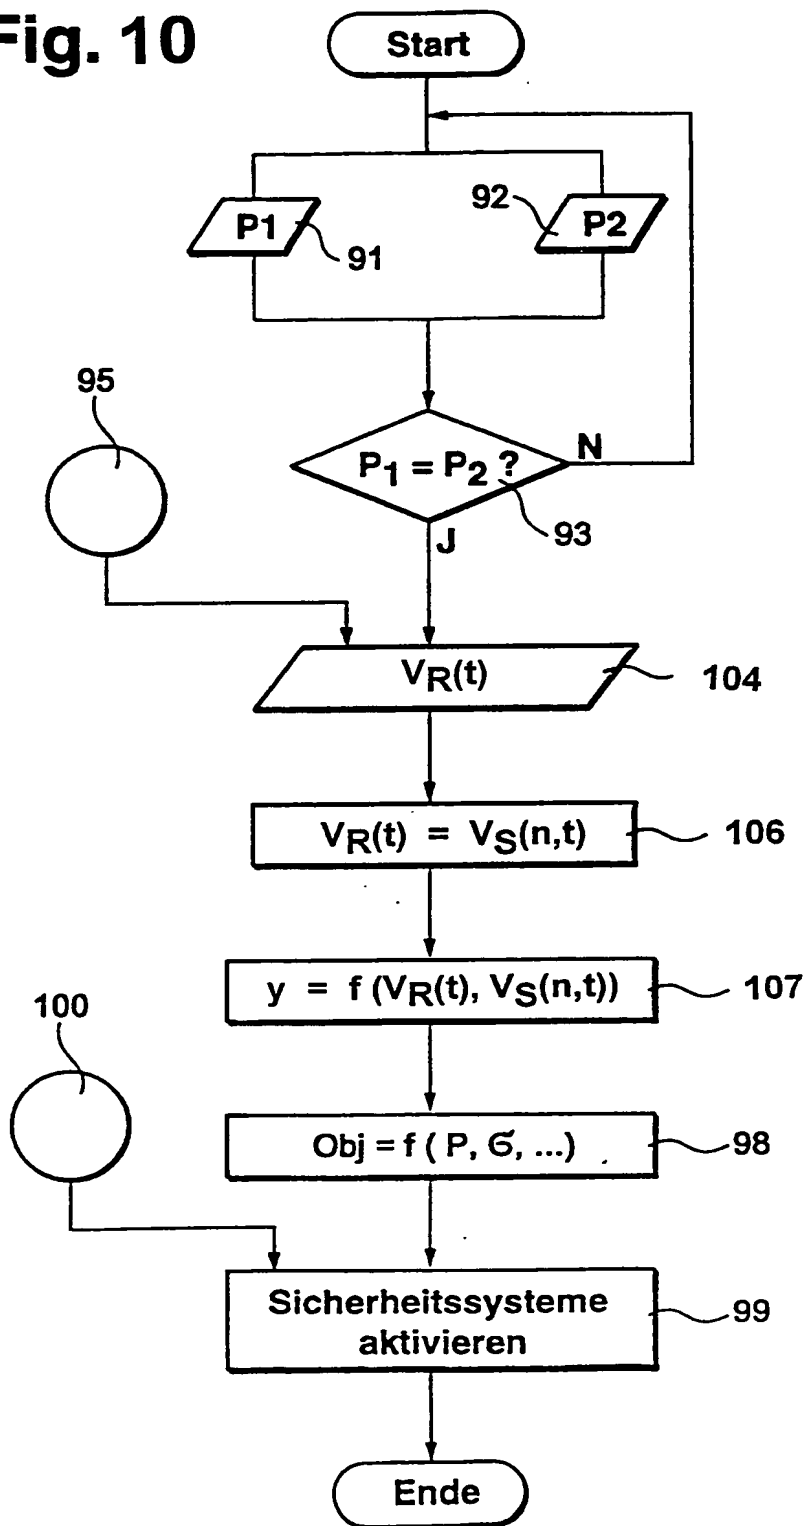 Fig. 10
Start
P1
91
92
P2
95
P1 = P2 ?
N
93
J
VR(t)
104
VR(t) = VS(n,t)
106
y = f (VR(t), VS(n,t))
107
100
Obj = f ( P, σ, ...)
98
Sicherheitssysteme
aktivieren
99
Ende